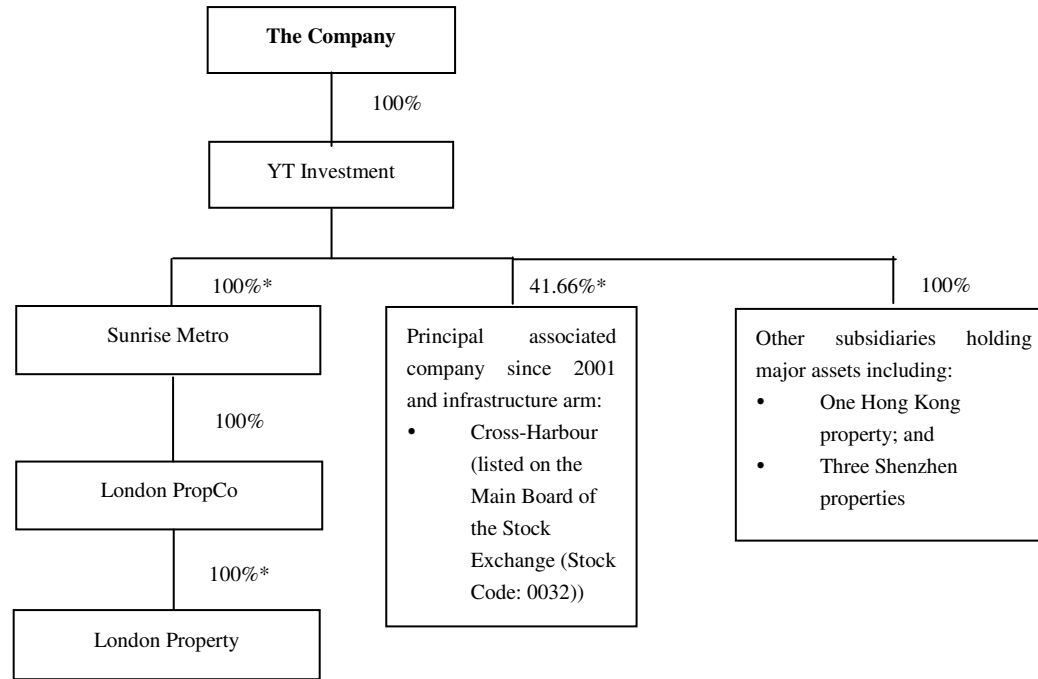 The Company
100%
YT Investment
100%*
41.66%*
100%
Sunrise Metro
100%
London PropCo
100%*
London Property
Principal associated
company since 2001
and infrastructure arm:
• Cross-Harbour
(listed on the
Main Board of
the Stock
Exchange (Stock
Code: 0032))
Other subsidiaries holding
major assets including:
• One Hong Kong
property; and
• Three Shenzhen
properties